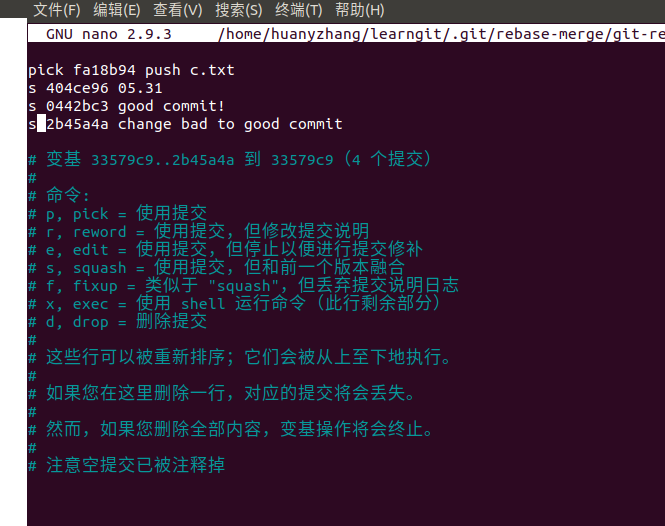 文件(F) 编辑(E) 查看(V) 搜索(S) 终端(T) 帮助(H)
GNU nano 2.9.3 /home/huanyzhang/learngit/.git/rebase-merge/git-re
pick fa18b94 push c.txt
s 404ce96 05.31
s 0442bc3 good commit!
s 2b45a4a change bad to good commit
# 变基 33579c9..2b45a4a 到 33579c9（4 个提交）
#
# 命令:
# p, pick = 使用提交
# r, reword = 使用提交，但修改提交说明
# e, edit = 使用提交，但停止以便进行提交修补
# s, squash = 使用提交，但和前一个版本融合
# f, fixup = 类似于 "squash"，但丢弃提交说明日志
# x, exec = 使用 shell 运行命令（此行剩余部分）
# d, drop = 删除提交
#
# 这些行可以被重新排序；它们会被从上至下地执行。
#
# 如果您在这里删除一行，对应的提交将会丢失。
#
# 然而，如果您删除全部内容，变基操作将会终止。
#
# 注意空提交已被注释掉